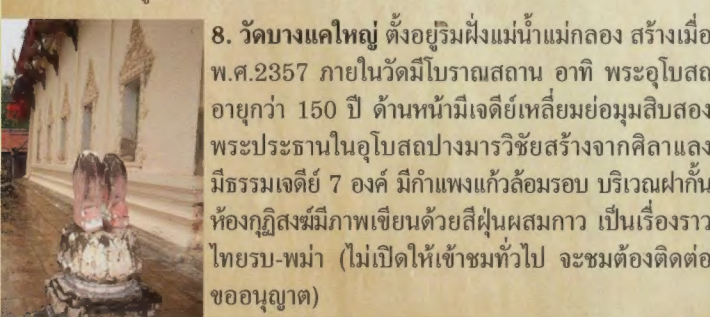 8. วัดบางแคใหญ่ ตั้งอยู่ริมฝั่งแม่น้ำแม่กลอง สร้างเมื่อ
พ.ศ.2357 ภายในวัดมีโบราณสถาน อาทิ พระอุโบสถ
อายุกว่า 150 ปี ด้านหน้ามีเจดีย์เหลี่ยมย่อมุมสิบสอง
พระประธานในอุโบสถปางมารวิชัยสร้างจากศิลาแลง
มีธรรมเจดีย์ 7 องค์ มีกำแพงแก้วล้อมรอบ บริเวณฝากั้น
ห้องกุฏิสงฆ์มีภาพเขียนด้วยสีฝุ่นผสมกาว เป็นเรื่องราว
ไทยรบ-พม่า (ไม่เปิดให้เข้าชมทั่วไป จะชมต้องติดต่อ
ขออนุญาต)